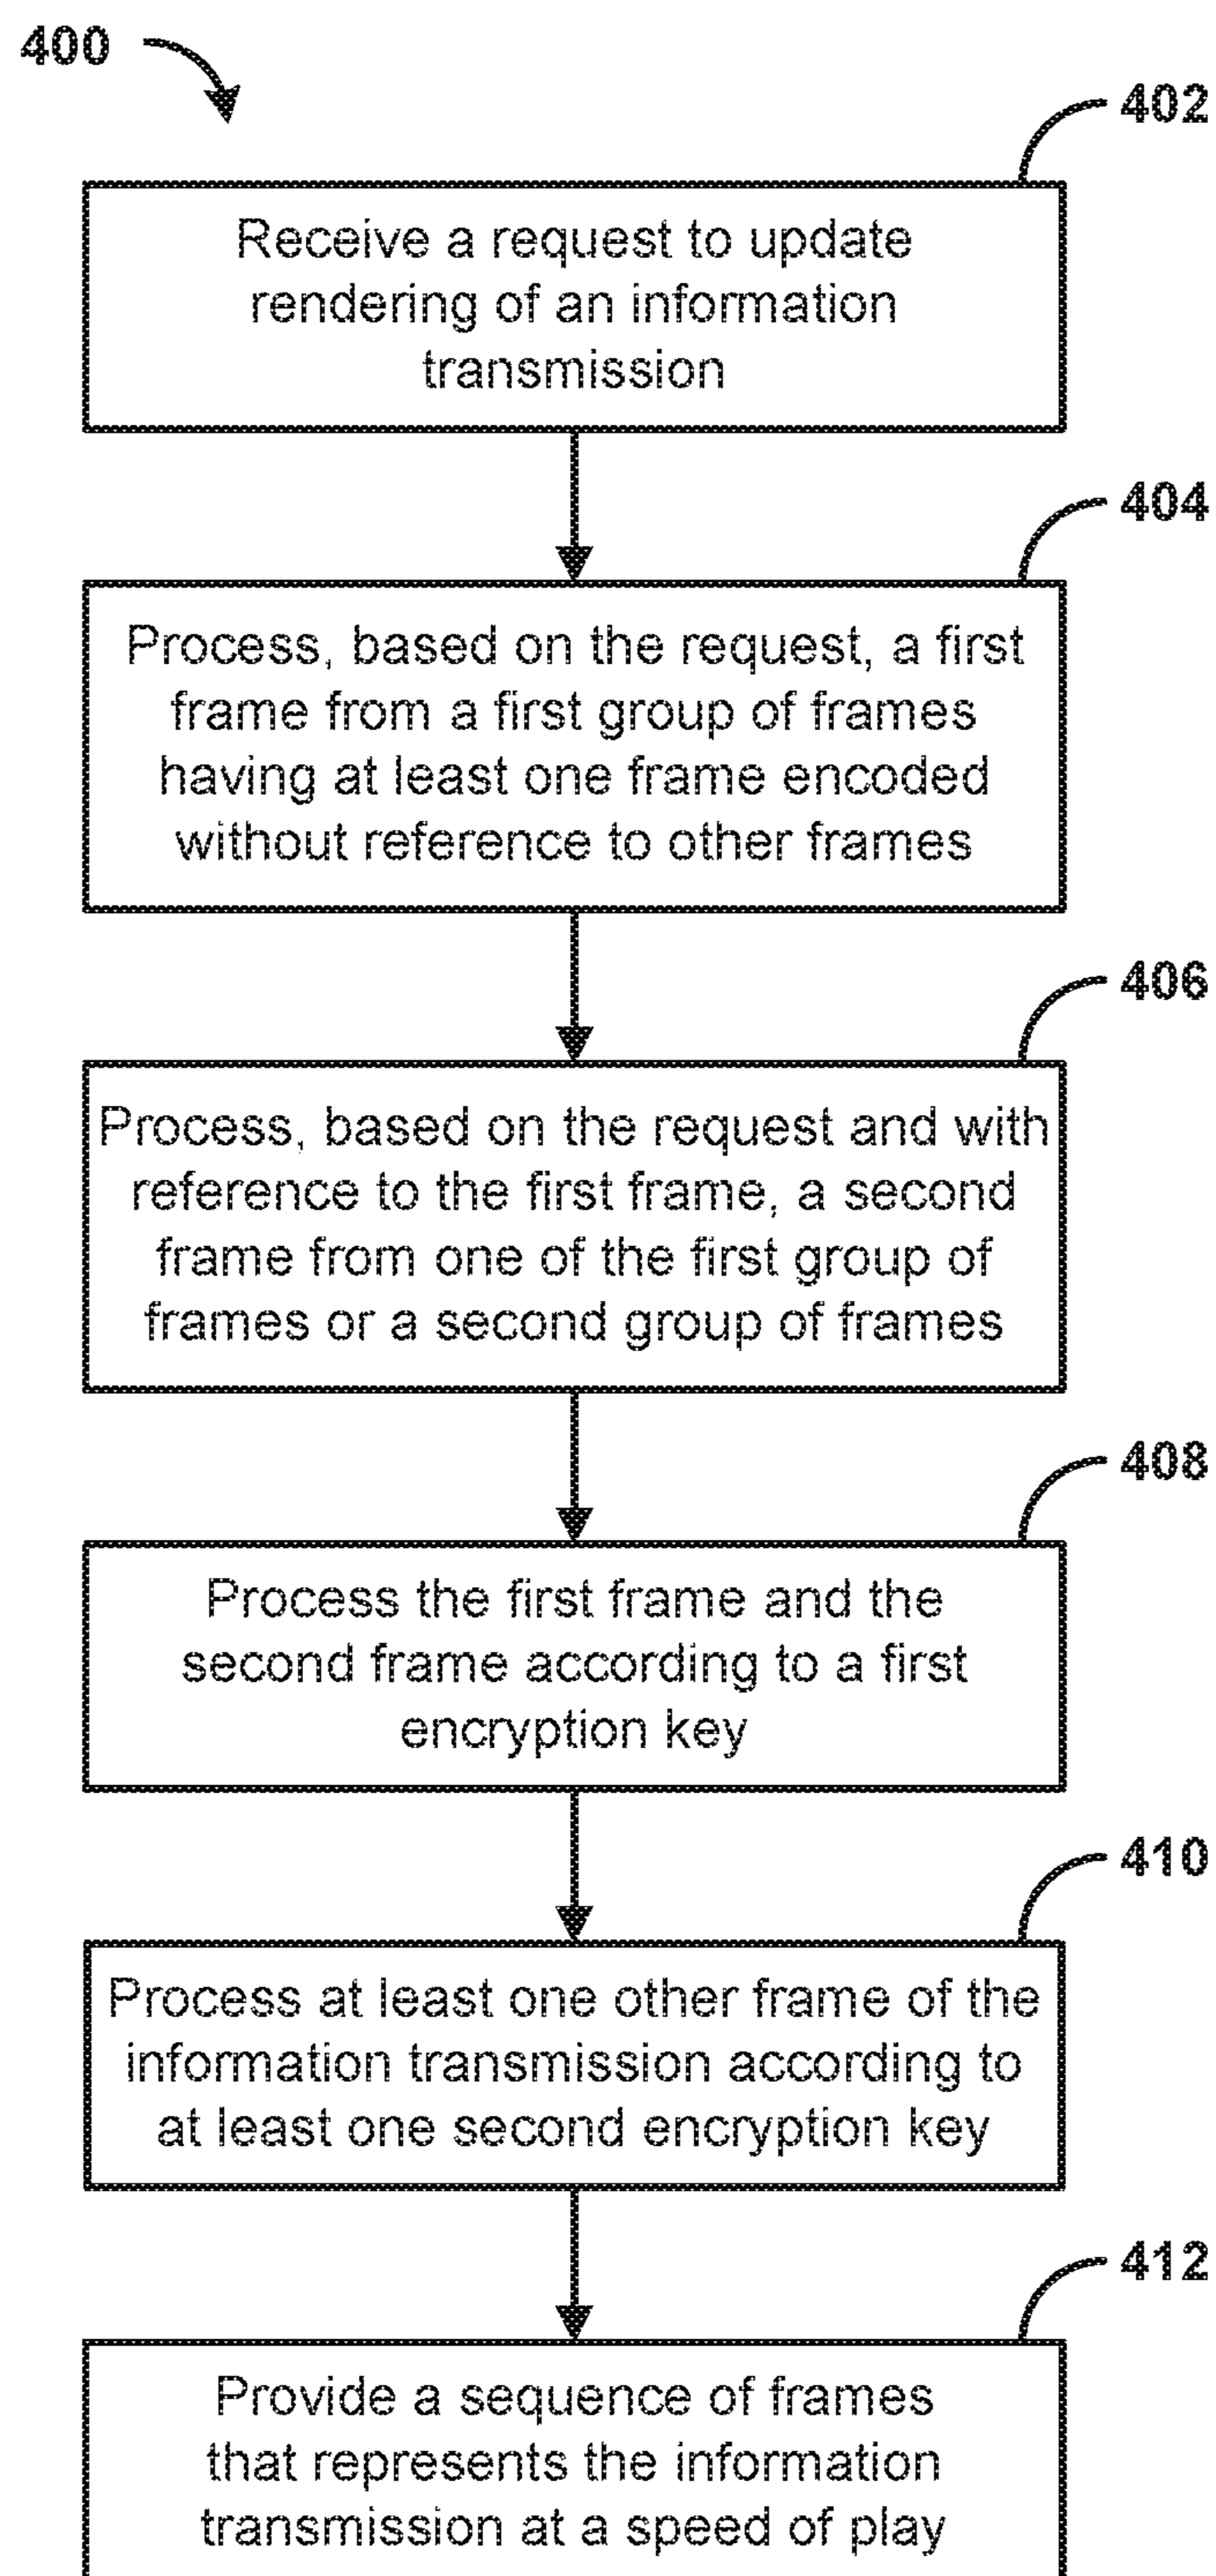 400
402
Receive a request to update
rendering of an information
transmission
404
Process, based on the request, a first
frame from a first group of frames
having at least one frame encoded
without reference to other frames
406
Process, based on the request and with
reference to the first frame, a second
frame from one of the first group of
frames or a second group of frames
408
Process the first frame and the
second frame according to a first
encryption key
410
Process at least one other frame of the
information transmission according to
at least one second encryption key
412
Provide a sequence of frames
that represents the information
transmission at a speed of play